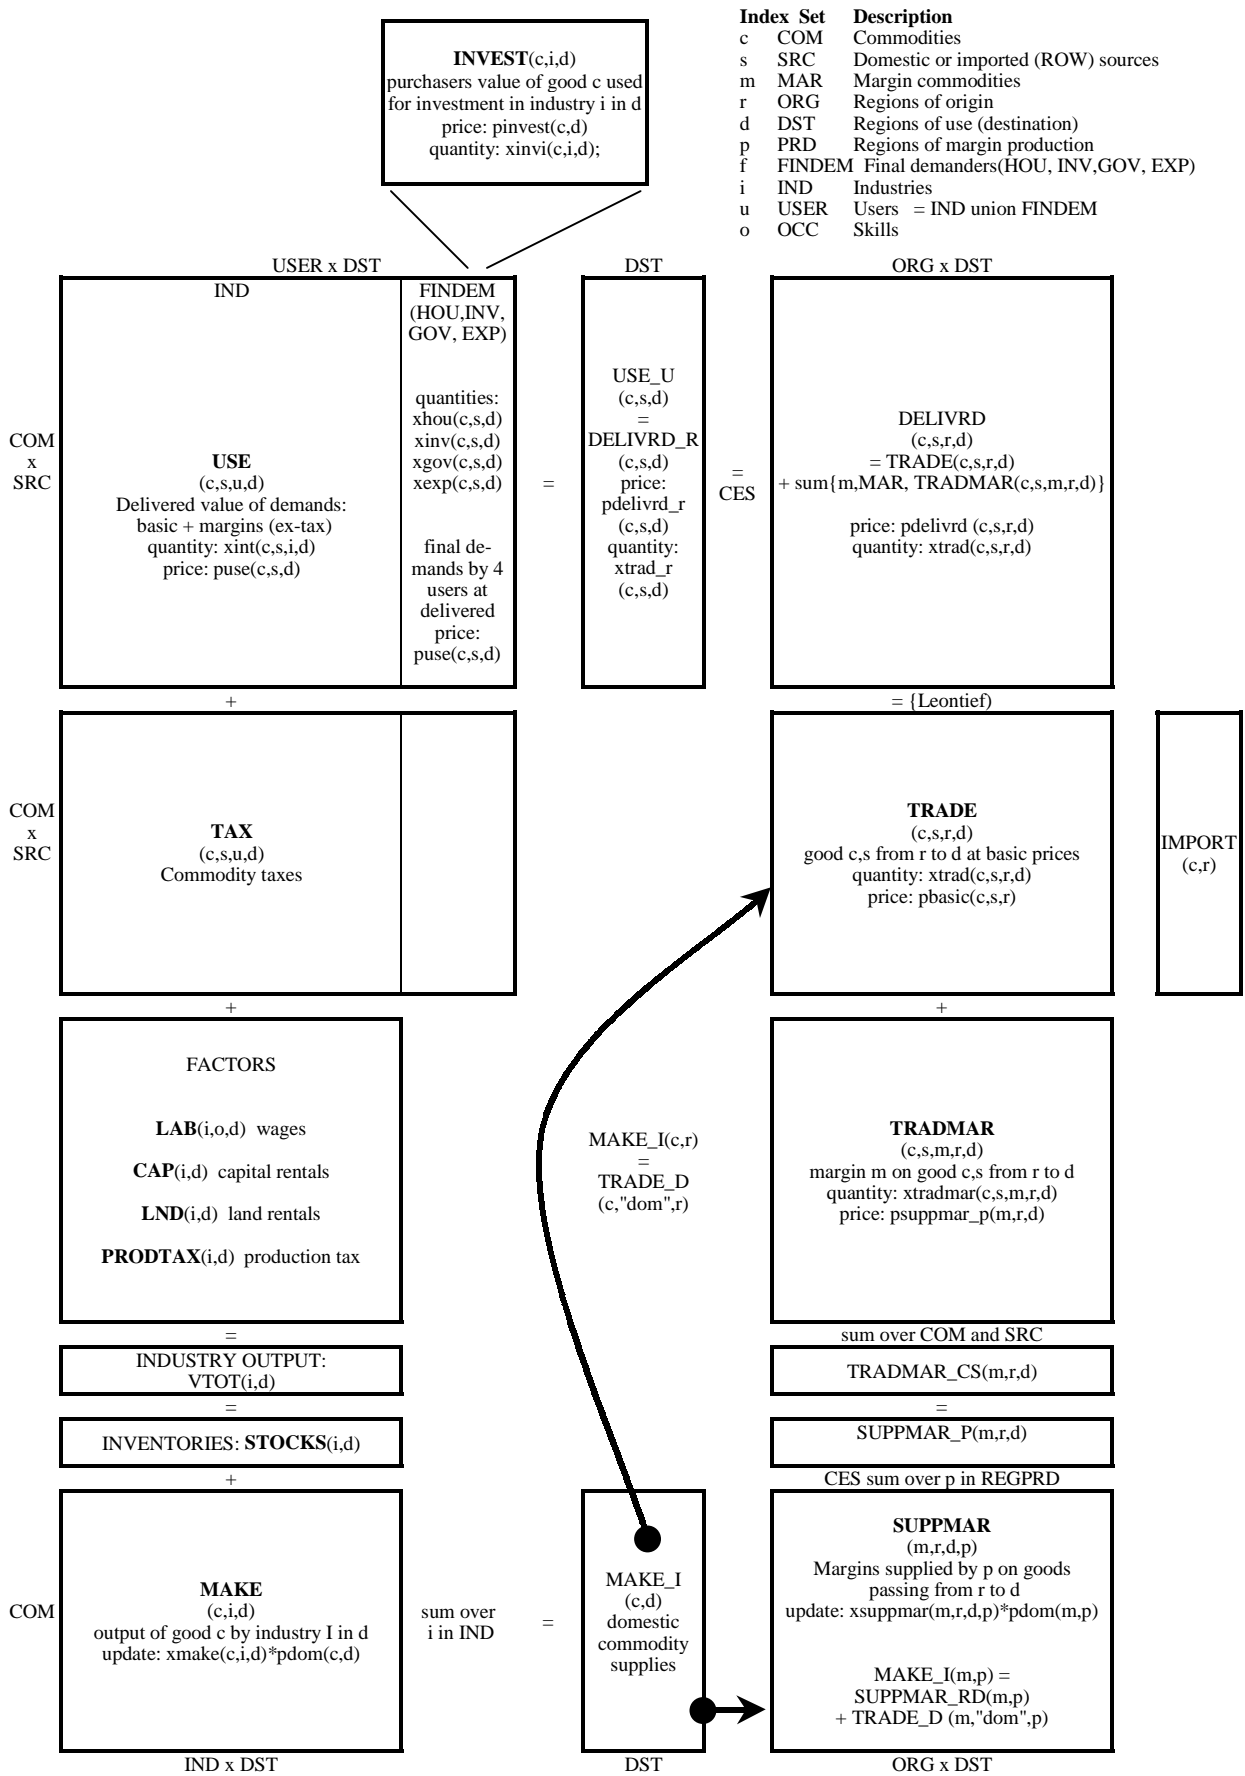 INVEST(c,i,d)
purchasers value of good c used
for investment in industry i in d
price: pinvest(c,d)
quantity: xinvi(c,i,d);
Index Set Description
c COM Commodities
s SRC Domestic or imported (ROW) sources
m MAR Margin commodities
r ORG Regions of origin
d DST Regions of use (destination)
p PRD Regions of margin production
f FINDEM Final demanders(HOU, INV,GOV, EXP)
i IND Industries
u USER Users = IND union FINDEM
o OCC Skills
USER x DST
DST
ORG x DST
COM
x
SRC
IND
USE
(c,s,u,d)
Delivered value of demands:
basic + margins (ex-tax)
quantity: xint(c,s,i,d)
price: puse(c,s,d)
FINDEM
(HOU,INV,
GOV, EXP)
quantities:
xhou(c,s,d)
xinv(c,s,d)
xgov(c,s,d)
xexp(c,s,d)
final de-
mands by 4
users at
delivered
price:
puse(c,s,d)
=
USE_U
(c,s,d)
=
DELIVRD_R
(c,s,d)
price:
pdelivrd_r
(c,s,d)
quantity:
xtrad_r
(c,s,d)
=
CES
DELIVRD
(c,s,r,d)
= TRADE(c,s,r,d)
+ sum{m,MAR, TRADMAR(c,s,m,r,d)}
price: pdelivrd (c,s,r,d)
quantity: xtrad(c,s,r,d)
+
= {Leontief)
COM
x
SRC
TAX
(c,s,u,d)
Commodity taxes
TRADE
(c,s,r,d)
good c,s from r to d at basic prices
quantity: xtrad(c,s,r,d)
price: pbasic(c,s,r)
IMPORT
(c,r)
+
+
FACTORS
LAB(i,o,d) wages
CAP(i,d) capital rentals
LND(i,d) land rentals
PRODTAX(i,d) production tax
MAKE_I(c,r)
=
TRADE_D
(c,"dom",r)
TRADMAR
(c,s,m,r,d)
margin m on good c,s from r to d
quantity: xtradmar(c,s,m,r,d)
price: psuppmar_p(m,r,d)
=
sum over COM and SRC
INDUSTRY OUTPUT:
VTOT(i,d)
TRADMAR_CS(m,r,d)
=
=
INVENTORIES: STOCKS(i,d)
SUPPMAR_P(m,r,d)
+
CES sum over p in REGPRD
COM
MAKE
(c,i,d)
output of good c by industry I in d
update: xmake(c,i,d)*pdom(c,d)
sum over
i in IND
=
MAKE_I
(c,d)
domestic
commodity
supplies
SUPPMAR
(m,r,d,p)
Margins supplied by p on goods
passing from r to d
update: xsuppmar(m,r,d,p)*pdom(m,p)
MAKE_I(m,p) =
SUPPMAR_RD(m,p)
+ TRADE_D (m,"dom",p)
IND x DST
DST
ORG x DST